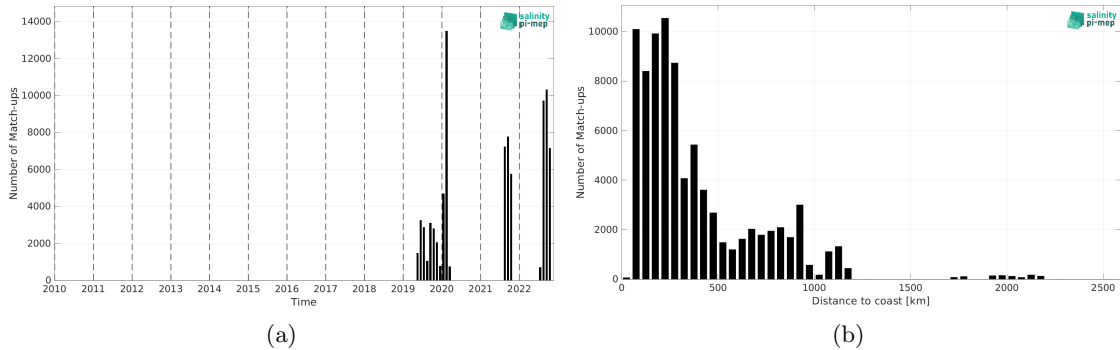 salinity
pi-mep
14000
12000
10000
8000
6000
4000
2000
0
Number of Match-ups
2010 2011 2012 2013 2014 2015 2016 2017 2018 2019 2020 2021 2022
Time
(a)
salinity
pi-mep
10000
8000
6000
4000
2000
0
Number of Match-ups
0 500 1000 1500 2000 2500
Distance to coast [km]
(b)